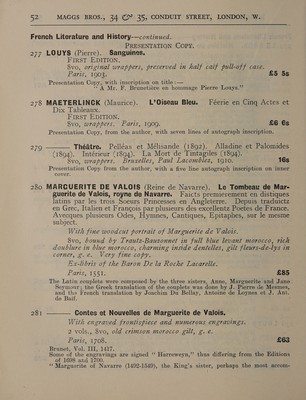 52 MAGGS BROS., 34 & 35, CONDUIT STREET, LONDON, W.
French Literature and History—continued.
PRESENTATION COPY.
277 LOUYS (Pierre). Sanguines.
FIRST EDITION.
8vo, original wrappers, preserved in half calf pull-off case.
Paris, 1903. £5 5s
Presentation Copy, with inscription on title:—
"A Mr. F. Brunetière en hommage Pierre Louys."
278 MAETERLINCK (Maurice). L'Oiseau Bleu. Féerie en Cinq Actes et
Dix Tableaux.
FIRST EDITION.
8vo, wrappers. Paris, 1909. £6 6s
Presentation Copy, from the author, with seven lines of autograph inscription.
279 —— Théâtre. Pelléas et Mélisande (1892). Alladine et Palomides
(1894). Intérieur (1894). La Mort de Tintagiles (1894).
8vo, wrappers. Bruxelles, Paul Lacomblez, 1910. 16s
Presentation Copy from the author with a five line autograph inscription on inner
cover.
280 MARGUERITE DE VALOIS (Reine de Navarre). Le Tombeau de Mar-
guerite de Valois, royne de Navarre. Faicts premierement en distiques
latins par les trois Soeurs Princesses en Angleterre. Depuis traduicts
en Grec, Italien et François par plusieurs des excellentz Poetes de France.
Avecques plusieurs Odes, Hymnes, Cantiques, Epitaphes, sur le mesme
subject.
With fine woodcut portrait of Marguerite de Valois.
8vo, bound by Trautz-Bauzonnet in full blue levant morocco, rich
doublures in blue morocco, charming inside dentelles, gilt fleurs-de-lys in
corner, g. e. Very fine copy.
Ex-libris of the Baron De la Roche Lacarelle.
Paris, 1551. £85
The Latin couplets were composed by the three sisters, Anne, Marguerite and Jane
Seymour; the Greek translation of the couplets was done by J. Pierre de Mesmes,
and the French translation by Joachim Du Bellay, Antoine de Loynes et J. Ant.
de Baïf.
281 —— Contes et Nouvelles de Marguerite de Valois.
With engraved frontispiece and numerous engravings.
2 vols., 8vo, old crimson morocco gilt, g. e.
Paris, 1708. £63
Brunet, Vol. III, 1417.
Some of the engravings are signed "Harreweyn," thus differing from the Editions
of 1698 and 1700.
"Marguerite of Navarre (1492-1549), the King's sister, perhaps the most accom-